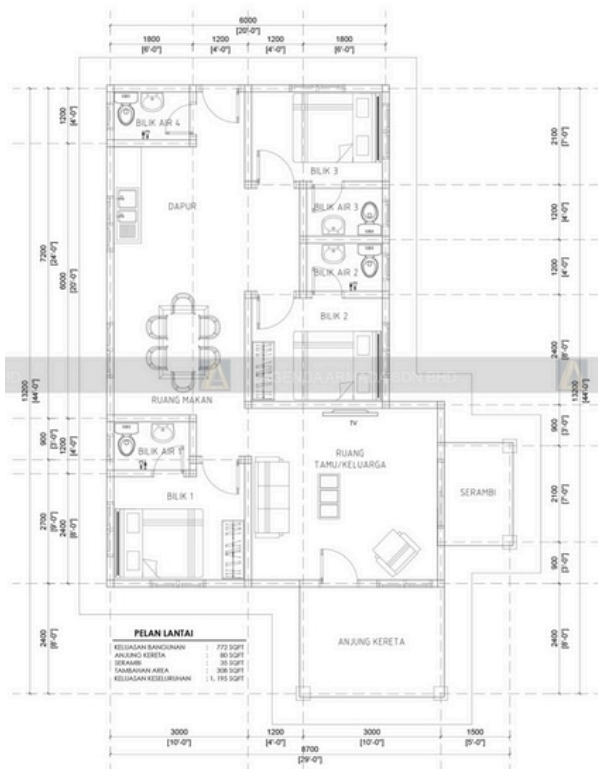 6000
[20'-0"]
1800
[6'-0"]
1200
[4'-0"]
1200
[4'-0"]
1800
[6'-0"]
1200
[4'-0"]
7200
[24'-0"]
6000
[20'-0"]
13200
[44'-0"]
900
[3'-0"]
1200
[4'-0"]
2700
[9'-0"]
2400
[8'-0"]
2400
[8'-0"]
BILIK AIR 4
BILIK 3
DAPUR
BILIK AIR 3
BILIK AIR 2
BILIK 2
RUANG MAKAN
TV
BILIK AIR 1
RUANG
TAMU/KELUARGA
SERAMBI
BILIK 1
ANJUNG KERETA
2100
[7'-0"]
1200
[4'-0"]
1200
[4'-0"]
2400
[8'-0"]
13200
[44'-0"]
900
[3'-0"]
2100
[7'-0"]
900
[3'-0"]
2400
[8'-0"]
PELAN LANTAI
KELUASAN BANGUNAN : 772 SQFT
ANJUNG KERETA : 80 SQFT
SERAMBI : 35 SQFT
TAMBAHAN AREA : 308 SQFT
KELUASAN KESELURUHAN : 1, 195 SQFT
3000
[10'-0"]
1200
[4'-0"]
3000
[10'-0"]
1500
[5'-0"]
8700
[29'-0"]